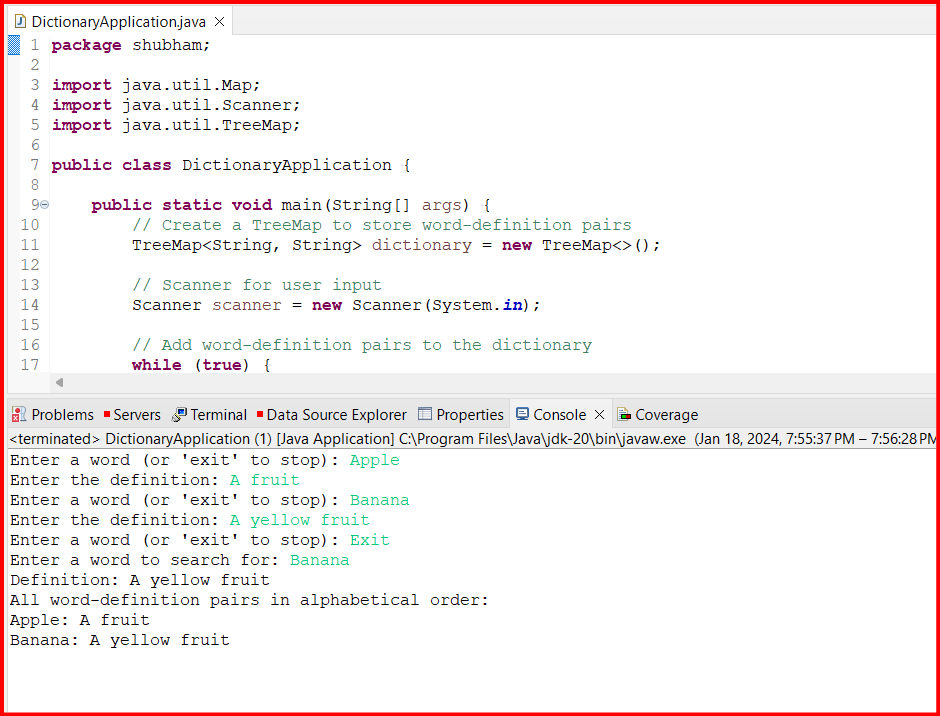 DictionaryApplication.java
1 package shubham;
2
3 import java.util.Map;
4 import java.util.Scanner;
5 import java.util.TreeMap;
6
7 public class DictionaryApplication {
8
9     public static void main(String[] args) {
10         // Create a TreeMap to store word-definition pairs
11         TreeMap<String, String> dictionary = new TreeMap<>();
12
13         // Scanner for user input
14         Scanner scanner = new Scanner(System.in);
15
16         // Add word-definition pairs to the dictionary
17         while (true) {
Problems Servers Terminal Data Source Explorer Properties Console Coverage
<terminated> DictionaryApplication (1) [Java Application] C:\Program Files\Java\jdk-20\bin\javaw.exe (Jan 18, 2024, 7:55:37 PM – 7:56:28 PM
Enter a word (or 'exit' to stop): Apple
Enter the definition: A fruit
Enter a word (or 'exit' to stop): Banana
Enter the definition: A yellow fruit
Enter a word (or 'exit' to stop): Exit
Enter a word to search for: Banana
Definition: A yellow fruit
All word-definition pairs in alphabetical order:
Apple: A fruit
Banana: A yellow fruit